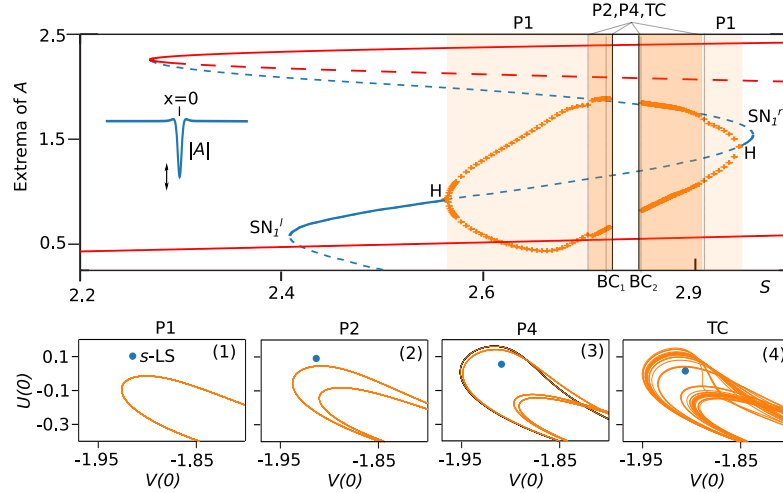 P2,P4,TC
P1 P1
2.5
1.5
0.5
Extrema of A
x=0
|A|
H
SN₁ˡ
SN₁ʳ
H
BC₁ BC₂
2.2 2.4 2.6 2.9 S
P1 P2 P4 TC
0.1
-0.1
-0.3
U(0)
s-LS
(1) (2) (3) (4)
-1.95 -1.85 -1.95 -1.85 -1.95 -1.85 -1.95 -1.85
V(0) V(0) V(0) V(0)